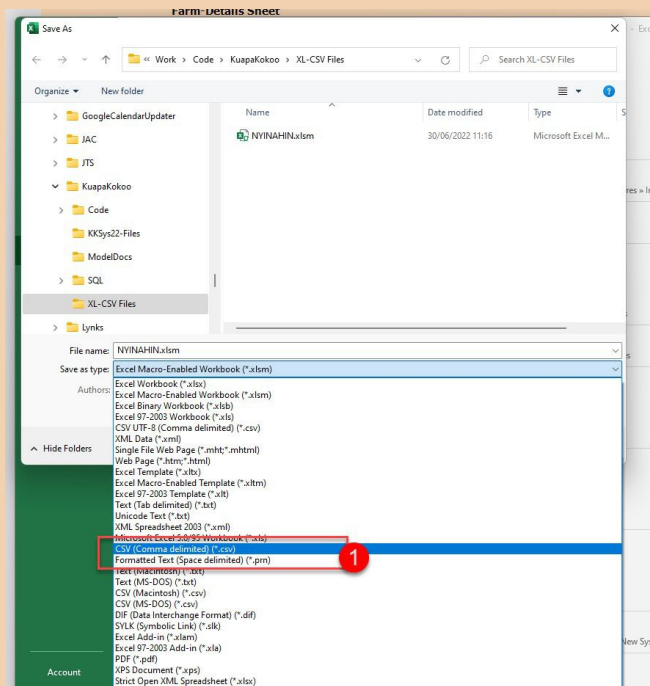 Farm-Details Sheet
Save As
- Exc
« Work > Code > KuapaKokoo > XL-CSV Files
Search XL-CSV Files
Organize New folder
Name Date modified Type S
GoogleCalendarUpdater
NYINAHIN.xlsm 30/06/2022 11:16 Microsoft Excel M...
JAC
JTS
KuapaKokoo
res » I
Code
KKSys22-Files
ModelDocs
SQL
XL-CSV Files
Lynks
File name: NYINAHIN.xlsm
Save as type: Excel Macro-Enabled Workbook (*.xlsm)
Authors:
Excel Workbook (*.xlsx)
Excel Macro-Enabled Workbook (*.xlsm)
Excel Binary Workbook (*.xlsb)
Excel 97-2003 Workbook (*.xls)
CSV UTF-8 (Comma delimited) (*.csv)
XML Data (*.xml)
Single File Web Page (*.mht;*.mhtml)
Hide Folders
Web Page (*.htm;*.html)
Excel Template (*.xltx)
Excel Macro-Enabled Template (*.xltm)
Excel 97-2003 Template (*.xlt)
Text (Tab delimited) (*.txt)
Unicode Text (*.txt)
XML Spreadsheet 2003 (*.xml)
Microsoft Excel 5.0/95 Workbook (*.xls)
CSV (Comma delimited) (*.csv)
Formatted Text (Space delimited) (*.prn)
1
Text (Macintosh) (*.txt)
Text (MS-DOS) (*.txt)
CSV (Macintosh) (*.csv)
CSV (MS-DOS) (*.csv)
DIF (Data Interchange Format) (*.dif)
SYLK (Symbolic Link) (*.slk)
Excel Add-in (*.xlam)
Excel 97-2003 Add-in (*.xla)
New Sys
PDF (*.pdf)
Account
XPS Document (*.xps)
Strict Open XML Spreadsheet (*.xlsx)